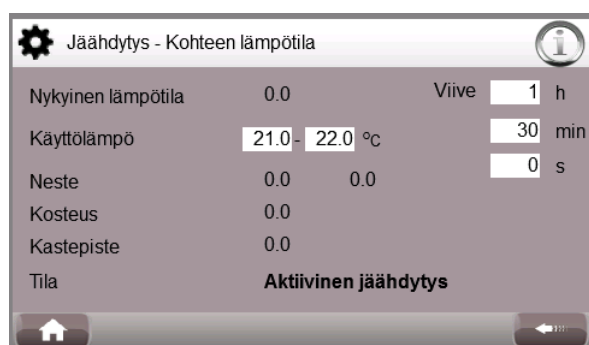 Jäähdytys - Kohteen lämpötila
Nykyinen lämpötila 0.0 Viive 1 h
Käyttölämpö 21.0 - 22.0 °C 30 min
Neste 0.0 0.0 0 s
Kosteus 0.0
Kastepiste 0.0
Tila Aktiivinen jäähdytys